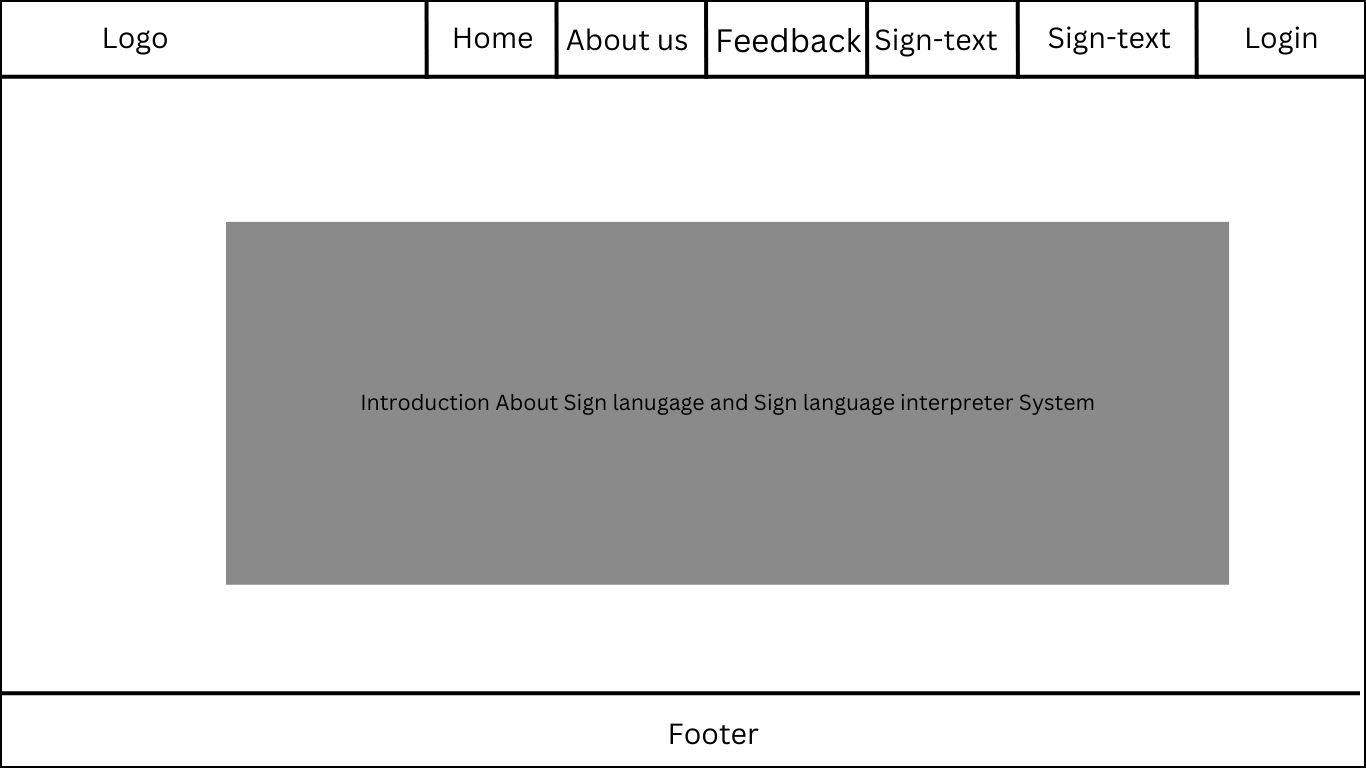 Logo
Home
About us
Feedback
Sign-text
Sign-text
Login
Introduction About Sign lanugage and Sign language interpreter System
Footer